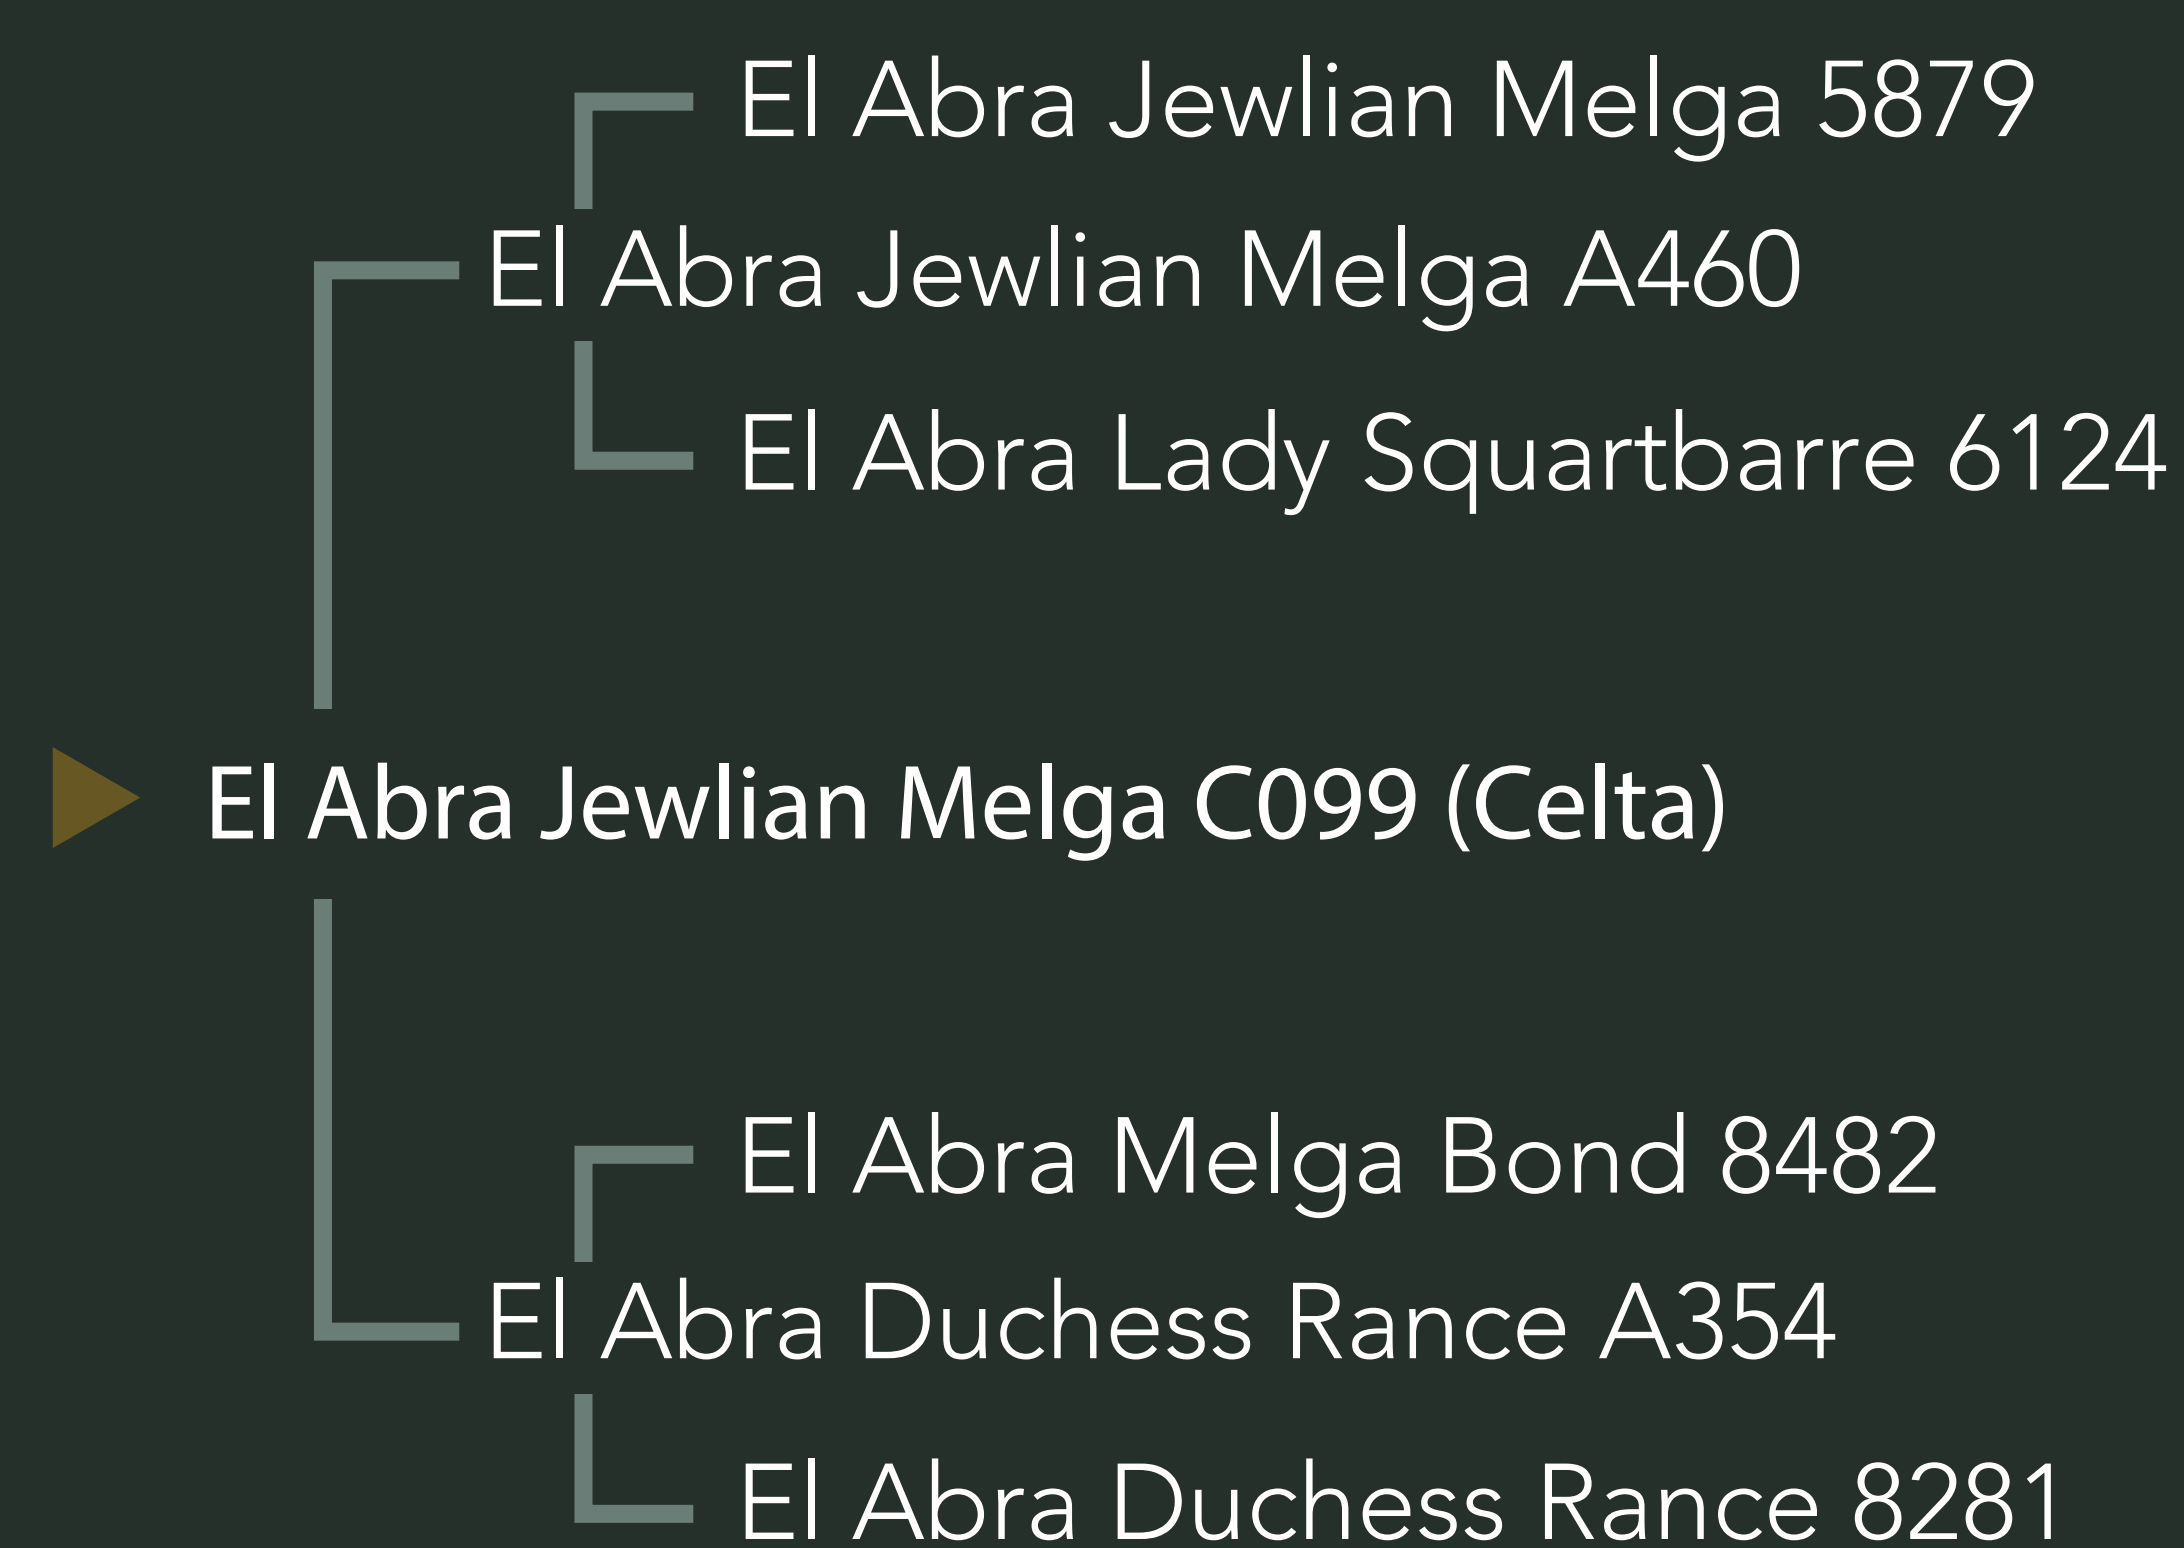 El Abra Jewlian Melga 5879
El Abra Jewlian Melga A460
El Abra Lady Squartbarre 6124
El Abra Jewlian Melga C099 (Celta)
El Abra Melga Bond 8482
El Abra Duchess Rance A354
El Abra Duchess Rance 8281